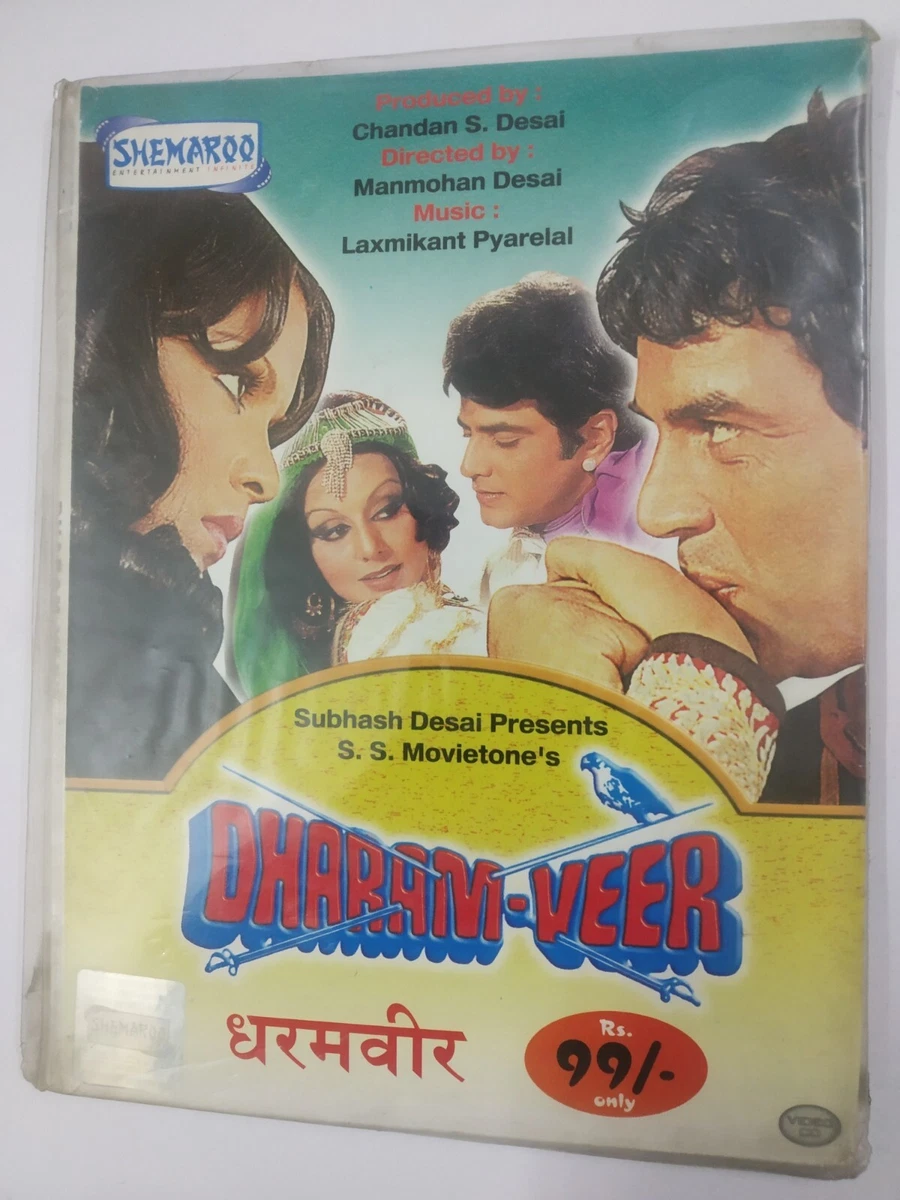 SHEMAROO
ENTERTAINMENT INFINITE
Produced by :
Chandan S. Desai
Directed by :
Manmohan Desai
Music :
Laxmikant Pyarelal
Subhash Desai Presents
S. S. Movietone's
DHARAM-VEER
धरमवीर
Rs.
99/-
only
SHEMAROO
VIDEO
CD